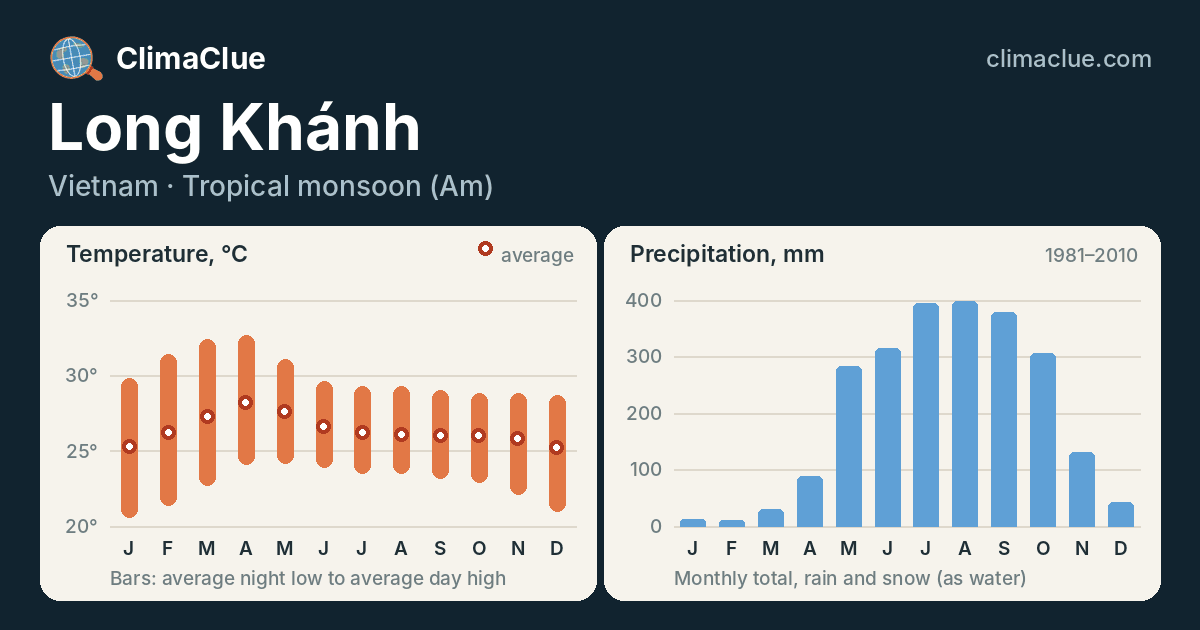 ClimaClue
climaclue.com
Long Khánh
Vietnam · Tropical monsoon (Am)
Temperature, °C
average
35°
30°
25°
20°
J F M A M J J A S O N D
Bars: average night low to average day high
Precipitation, mm
1981–2010
400
300
200
100
0
J F M A M J J A S O N D
Monthly total, rain and snow (as water)